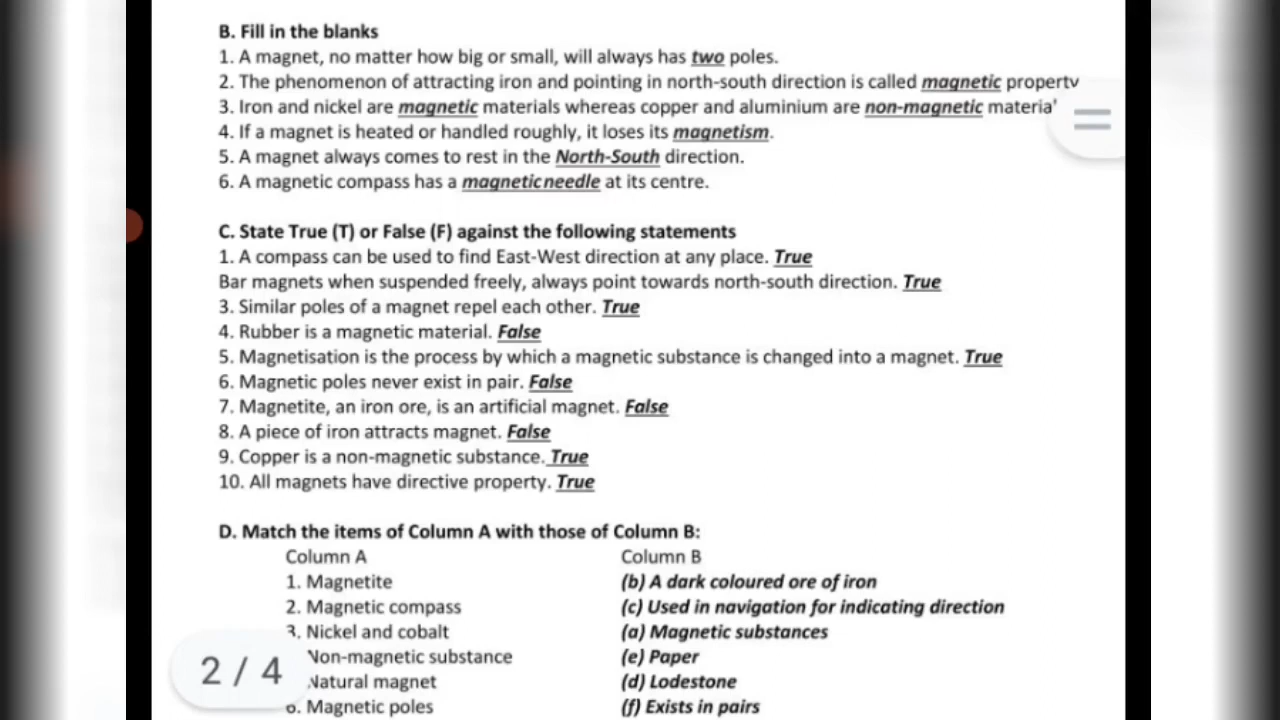 B. Fill in the blanks
1. A magnet, no matter how big or small, will always has two poles.
2. The phenomenon of attracting iron and pointing in north-south direction is called magnetic property
3. Iron and nickel are magnetic materials whereas copper and aluminium are non-magnetic
4. If a magnet is heated or handled roughly, it loses its magnetism.
5. A magnet always comes to rest in the North-South direction.
6. A magnetic compass has a magnetic needle at its centre.
C. State True (T) or False (F) against the following statements
1. A compass can be used to find East-West direction at any place. True
Bar magnets when suspended freely, always point towards north-south direction. True
3. Similar poles of a magnet repel each other. True
4. Rubber is a magnetic material. False
5. Magnetisation is the process by which a magnetic substance is changed into a magnet. True
6. Magnetic poles never exist in pair. False
7. Magnetite, an iron ore, is an artificial magnet. False
8. A piece of iron attracts magnet. False
9. Copper is a non-magnetic substance. True
10. All magnets have directive property. True
D. Match the items of Column A with those of Column B:
Column A Column B
1. Magnetite (b) A dark coloured ore of iron
2. Magnetic compass (c) Used in navigation for indicating direction
3. Nickel and cobalt (a) Magnetic substances
Non-magnetic substance (e) Paper
Natural magnet (d) Lodestone
6. Magnetic poles (f) Exists in pairs
2 / 4